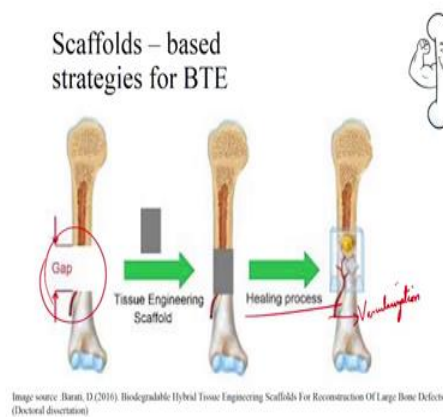 Scaffolds – based
strategies for BTE
Gap
Tissue Engineering
Scaffold
Healing process
Vascularization
Image source :Barati, D.(2016). Biodegradable Hybrid Tissue Engineering Scaffolds For Reconstruction Of Large Bone Defects
(Doctoral dissertation)